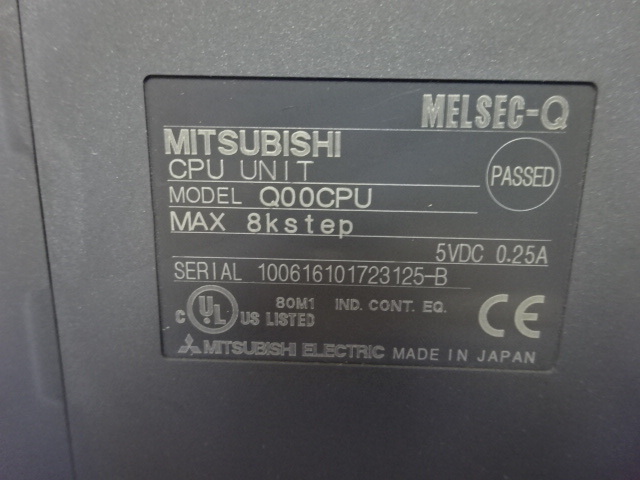 MELSEC-Q
MITSUBISHI
CPU UNIT
PASSED
MODEL Q00CPU
MAX 8kstep
5VDC 0.25A
SERIAL 100616101723125-B
C UL US LISTED 80M1 IND. CONT. EQ.
CE
MITSUBISHI ELECTRIC MADE IN JAPAN